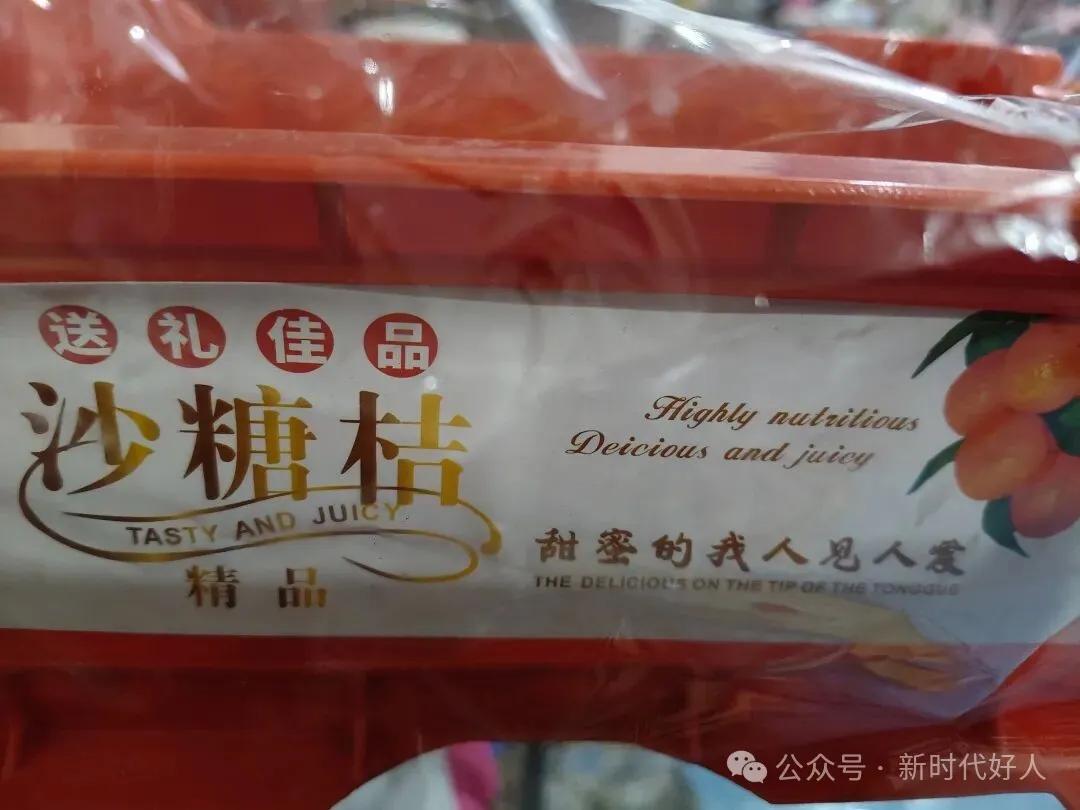 送礼佳品
沙糖桔
TASTY AND JUICY
精品
Highly nutritious
Deicious and juicy
甜蜜的我人见人爱
THE DELICIOUS ON THE TIP OF THE TONGGUE
公众号·新时代好人